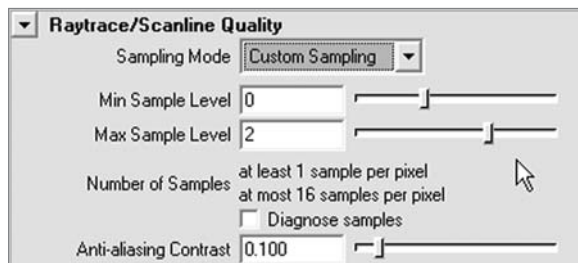 Raytrace/Scanline Quality
Sampling Mode Custom Sampling
Min Sample Level 0
Max Sample Level 2
Number of Samples at least 1 sample per pixel
at most 16 samples per pixel
Diagnose samples
Anti-aliasing Contrast 0.100